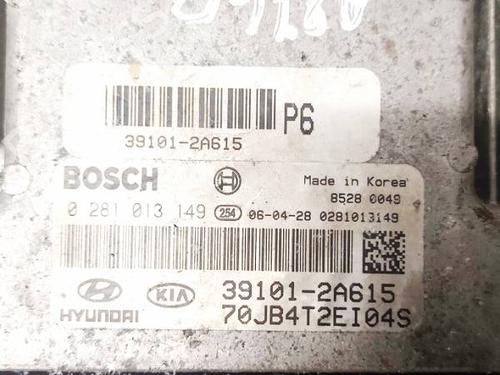 P6
39101-2A615
BOSCH
Made in Korea
8528 0049
0 281 013 149 254 06-04-28 0281013149
39101-2A615
HYUNDAI KIA
70JB4T2EI04S